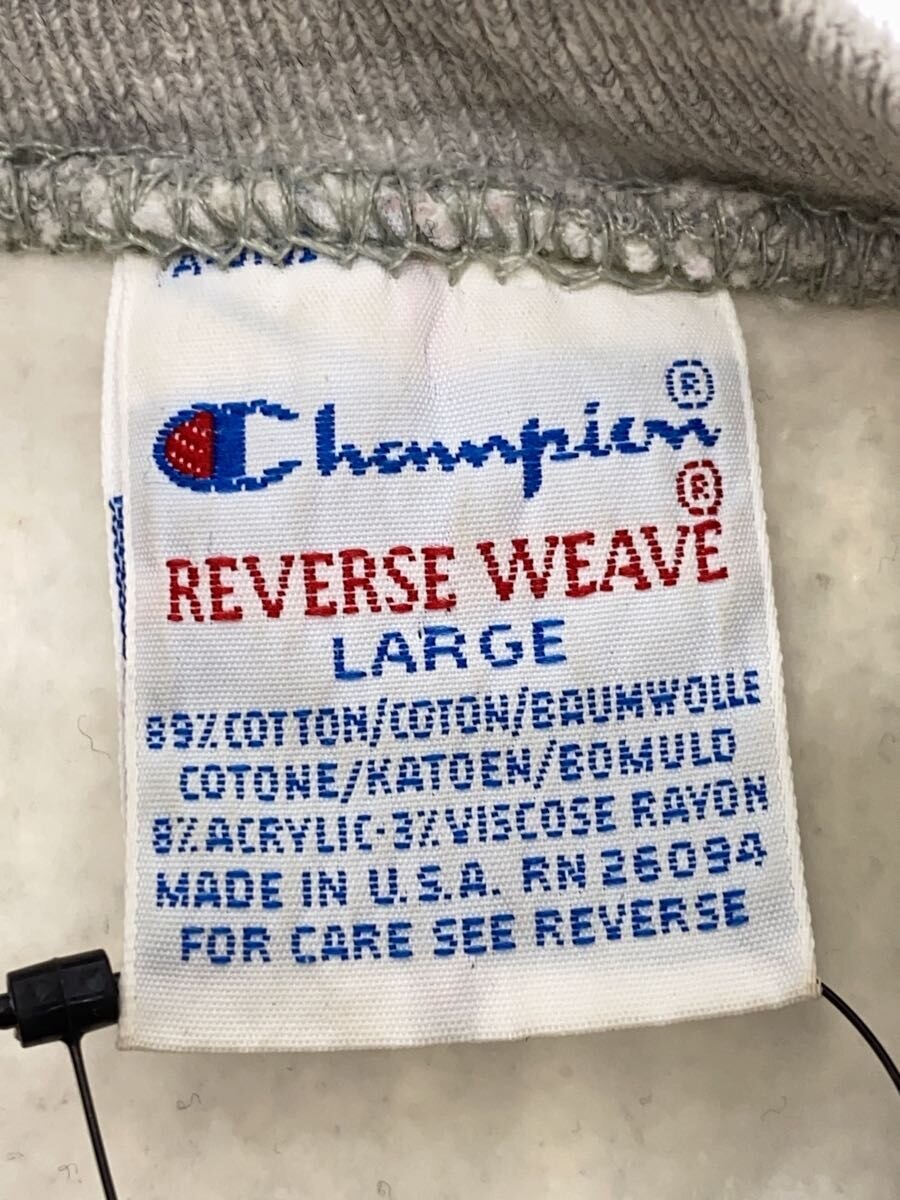 Champion®
REVERSE WEAVE®
LARGE
89% COTTON/COTON/BAUMWOLLE
COTONE/KATOEN/BOMULD
8% ACRYLIC·3% VISCOSE RAYON
MADE IN U.S.A. RN 26094
FOR CARE SEE REVERSE